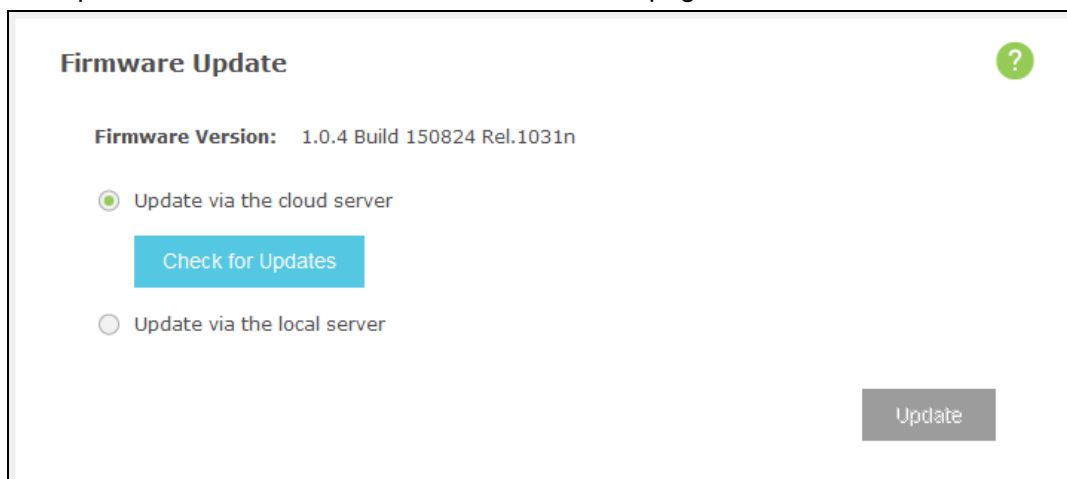 Firmware Update
?
Firmware Version: 1.0.4 Build 150824 Rel.1031n
Update via the cloud server
Check for Updates
Update via the local server
Update